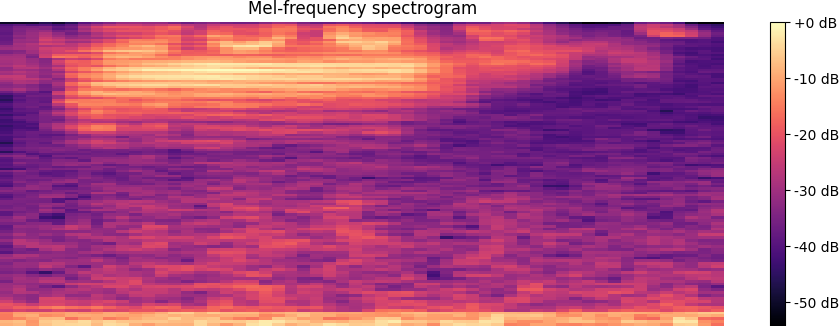 Mel-frequency spectrogram
+0 dB
-10 dB
-20 dB
-30 dB
-40 dB
-50 dB